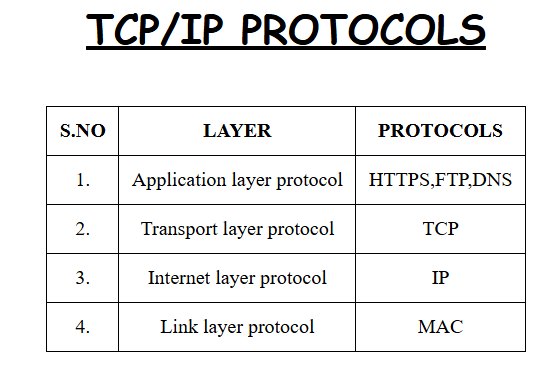 TCP/IP PROTOCOLS
S.NO LAYER PROTOCOLS
1. Application layer protocol HTTPS,FTP,DNS
2. Transport layer protocol TCP
3. Internet layer protocol IP
4. Link layer protocol MAC